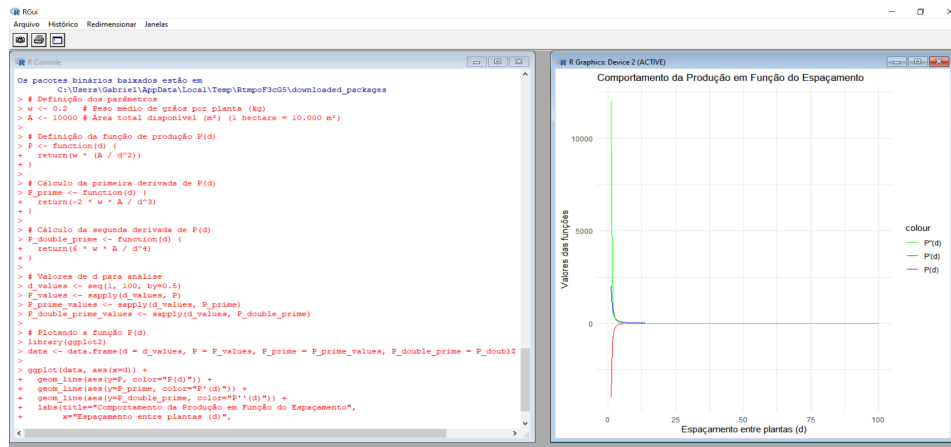 RGui
Arquivo Histórico Redimensionar Janelas
R Console
Os pacotes binários baixados estão em
C:\Users\Gabriel\AppData\Local\Temp\RtmpoF3cG5\downloaded_packages
> # Definição dos parâmetros
> w <- 0.2 # Peso médio de grãos por planta (kg)
> A <- 10000 # Área total disponível (m²) (1 hectare = 10.000 m²)
>
> # Definição da função de produção P(d)
> P <- function(d) {
+ return(w * (A / d^2))
+ }
>
> # Cálculo da primeira derivada de P(d)
> P_prime <- function(d) {
+ return(-2 * w * A / d^3)
+ }
>
> # Cálculo da segunda derivada de P(d)
> P_double_prime <- function(d) {
+ return(6 * w * A / d^4)
+ }
>
> # Valores de d para análise
> d_values <- seq(1, 100, by=0.5)
> P_values <- sapply(d_values, P)
> P_prime_values <- sapply(d_values, P_prime)
> P_double_prime_values <- sapply(d_values, P_double_prime)
>
> # Plotando a função P(d)
> library(ggplot2)
> data <- data.frame(d = d_values, P = P_values, P_prime = P_prime_values, P_double_prime = P_doubl$
>
> ggplot(data, aes(x=d)) +
+ geom_line(aes(y=P, color="P(d)")) +
+ geom_line(aes(y=P_prime, color="P'(d)")) +
+ geom_line(aes(y=P_double_prime, color="P''(d)")) +
+ labs(title="Comportamento da Produção em Função do Espaçamento",
+ x="Espaçamento entre plantas (d)",
R Graphics: Device 2 (ACTIVE)
Comportamento da Produção em Função do Espaçamento
10000
5000
0
Valores das funções
0 25 50 75 100
Espaçamento entre plantas (d)
colour
P''(d)
P'(d)
P(d)